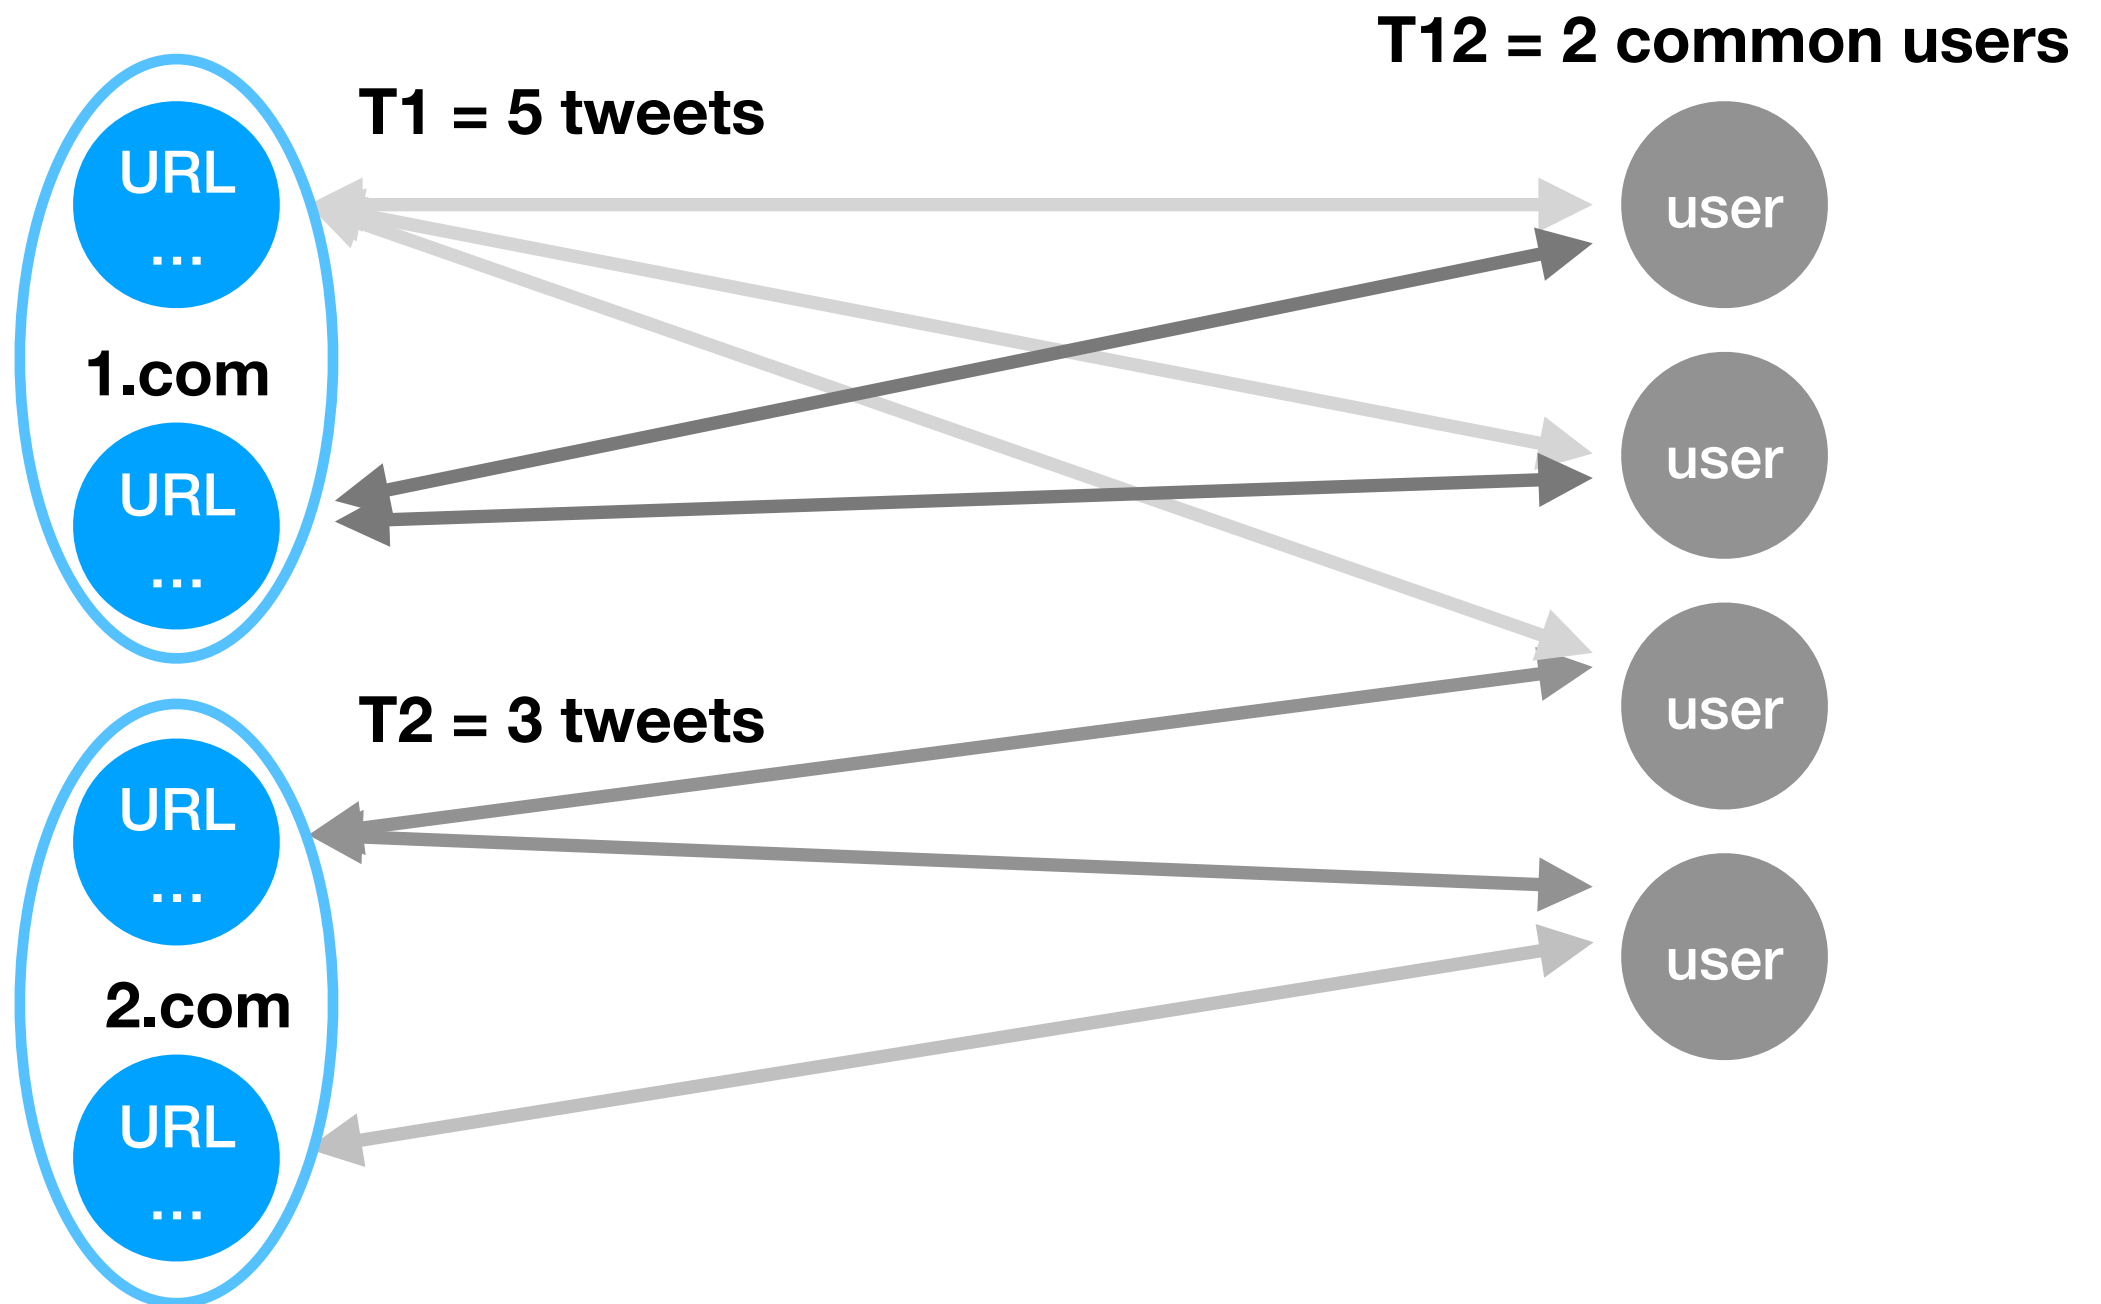 T12 = 2 common users
T1 = 5 tweets
URL
...
user
1.com
URL
...
user
T2 = 3 tweets
user
URL
...
2.com
user
URL
...